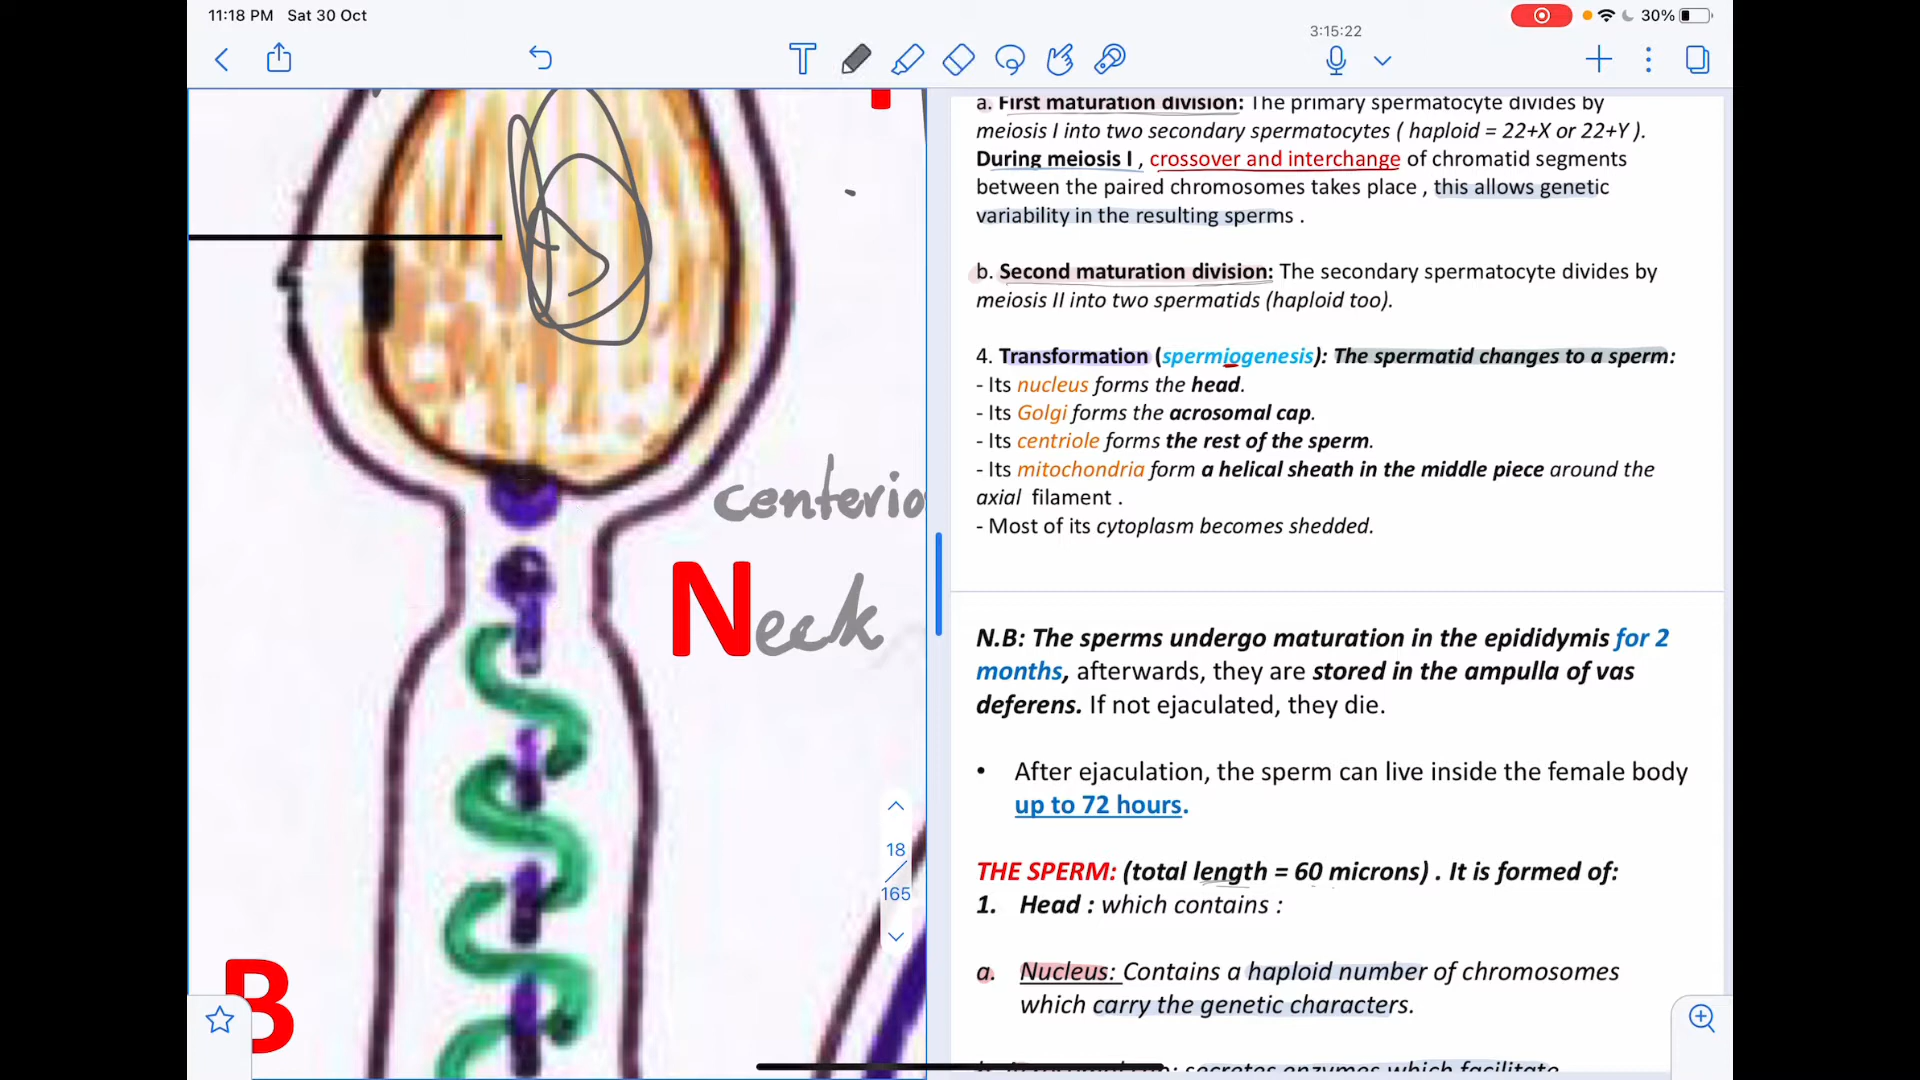 11:18 PM Sat 30 Oct
30%
3:15:22
T
centerio
Neck
B
18
165
a. First maturation division: The primary spermatocyte divides by
meiosis I into two secondary spermatocytes ( haploid = 22+X or 22+Y ).
During meiosis I , crossover and interchange of chromatid segments
between the paired chromosomes takes place , this allows genetic
variability in the resulting sperms .
b. Second maturation division: The secondary spermatocyte divides by
meiosis II into two spermatids (haploid too).
4. Transformation (spermiogenesis): The spermatid changes to a sperm:
- Its nucleus forms the head.
- Its Golgi forms the acrosomal cap.
- Its centriole forms the rest of the sperm.
- Its mitochondria form a helical sheath in the middle piece around the
axial filament .
- Most of its cytoplasm becomes shedded.
N.B: The sperms undergo maturation in the epididymis for 2
months, afterwards, they are stored in the ampulla of vas
deferens. If not ejaculated, they die.
• After ejaculation, the sperm can live inside the female body
up to 72 hours.
THE SPERM: (total length = 60 microns) . It is formed of:
1. Head : which contains :
a. Nucleus: Contains a haploid number of chromosomes
which carry the genetic characters.
secretes enzymes which facilitate